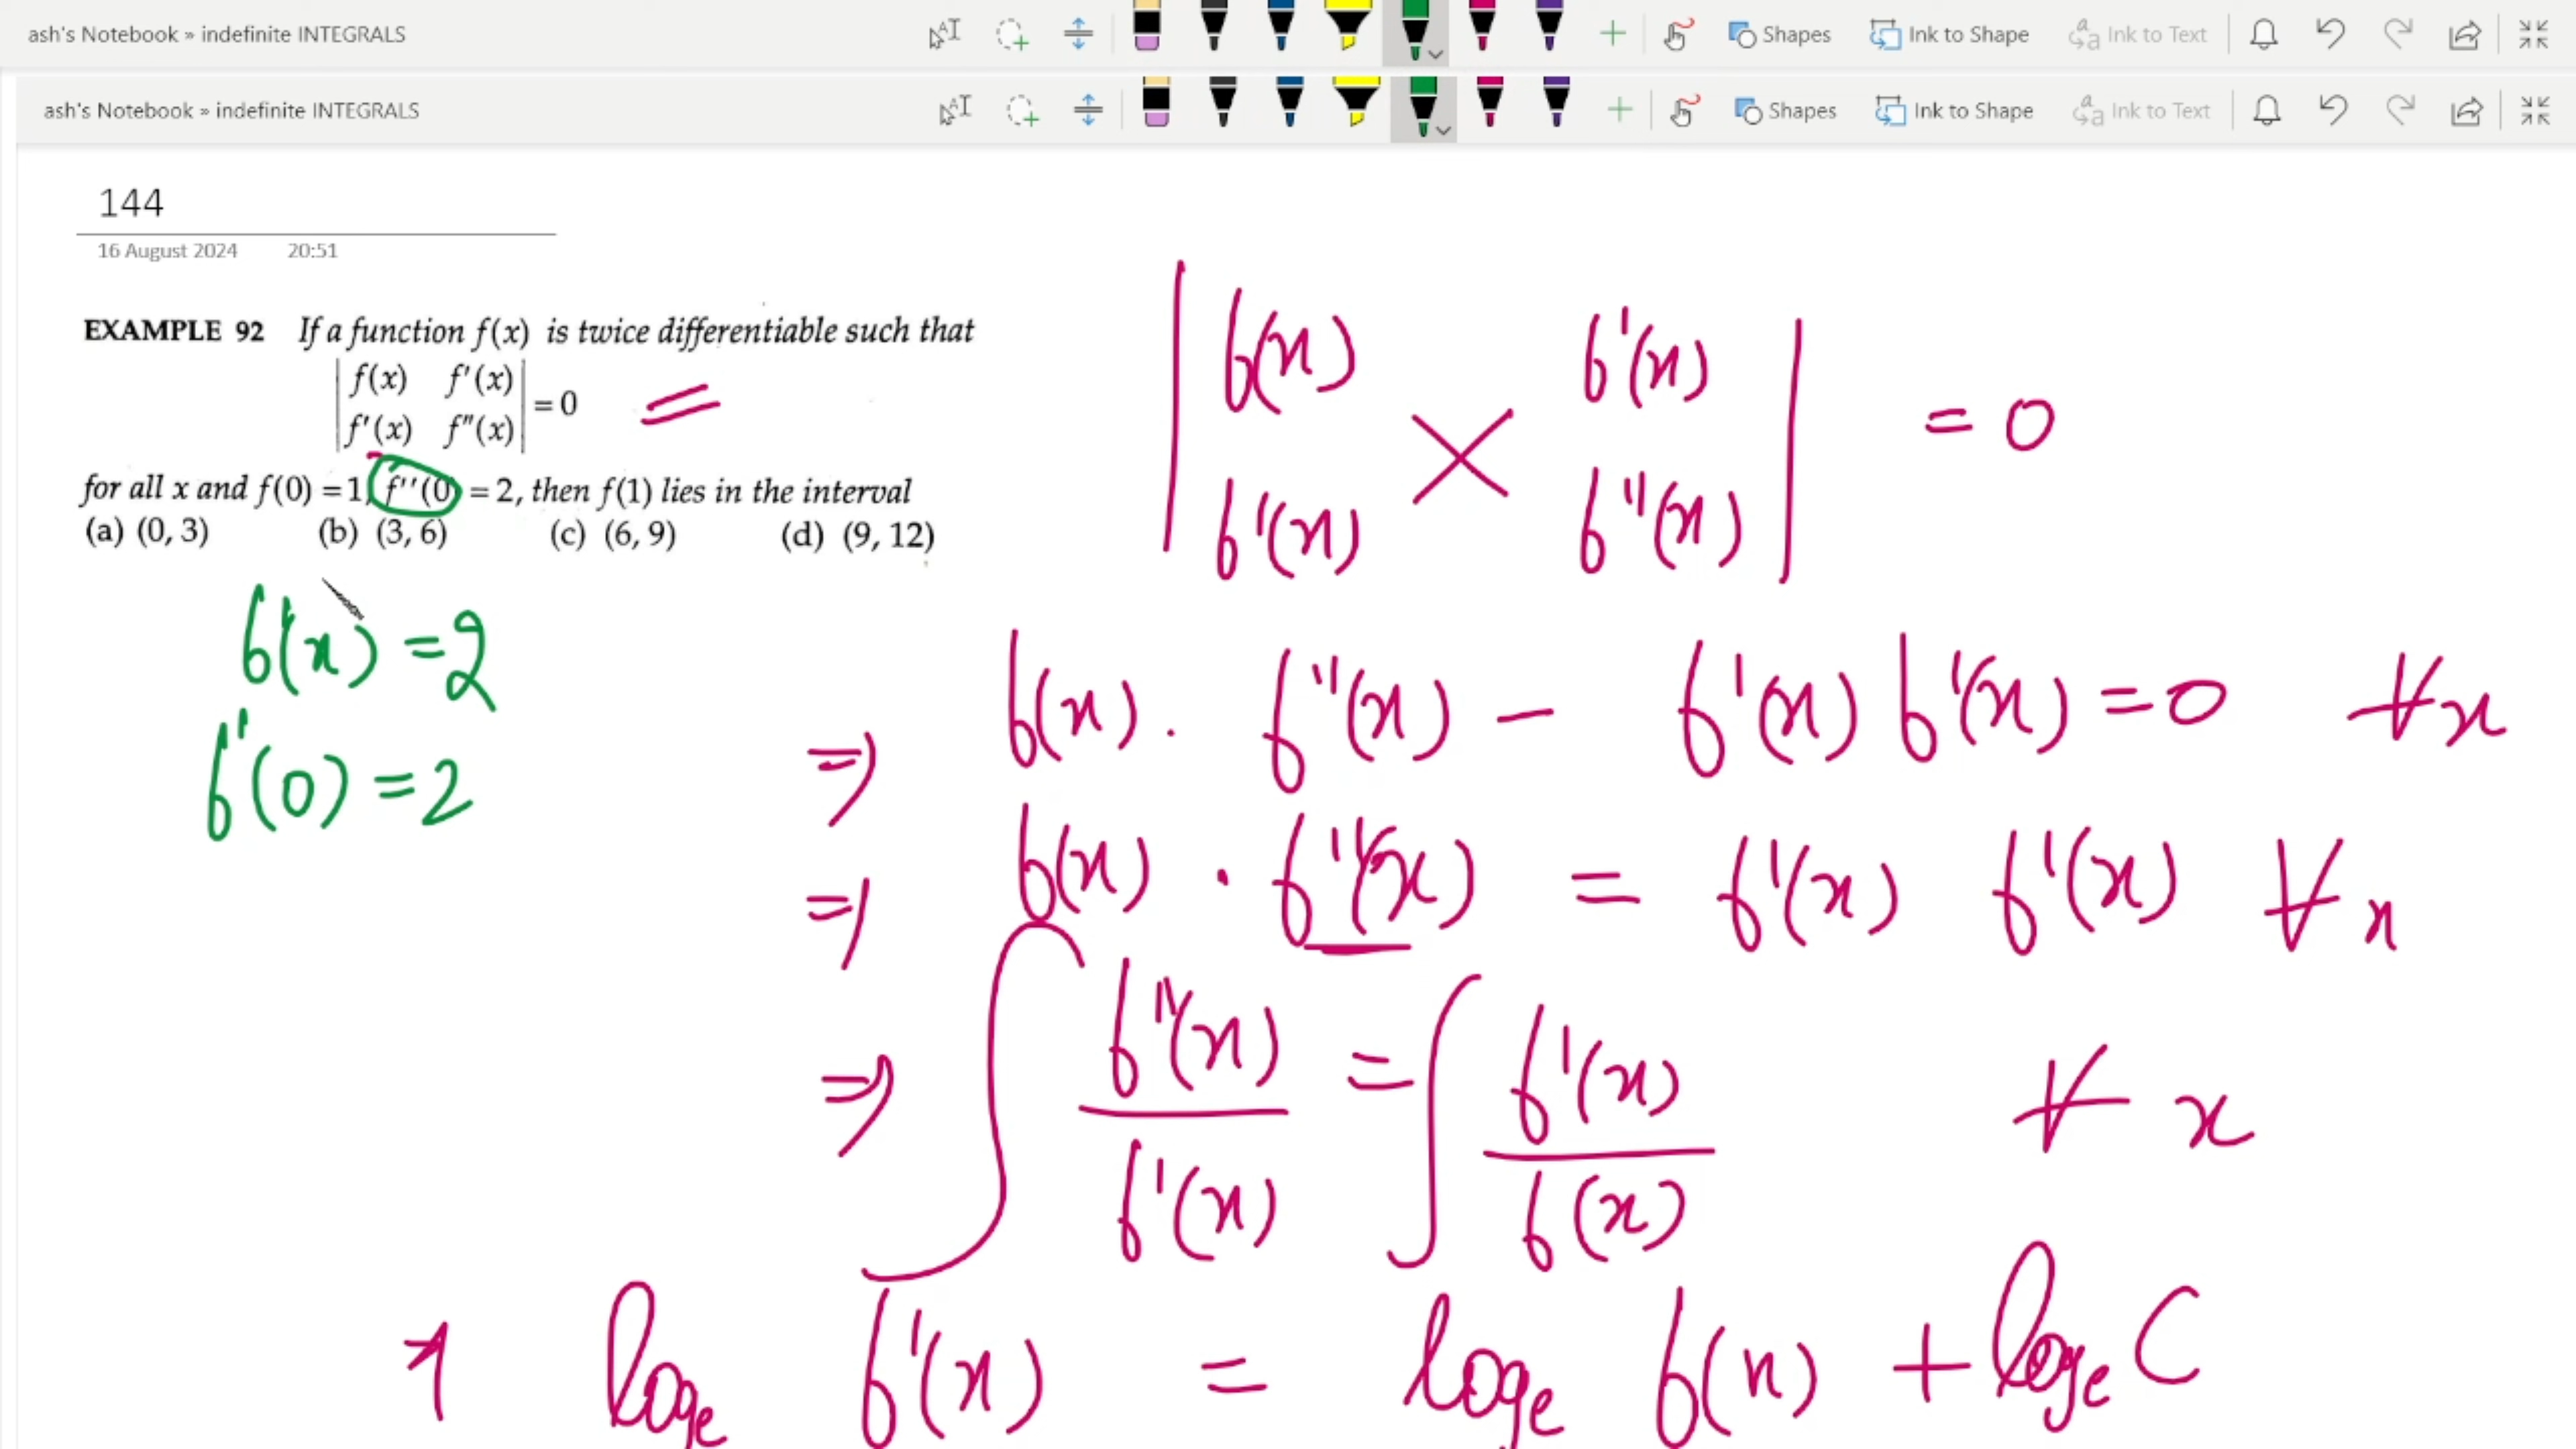 ash's Notebook » indefinite INTEGRALS Shapes Ink to Shape Ink to Text
ash's Notebook » indefinite INTEGRALS Shapes Ink to Shape Ink to Text
144
16 August 2024 20:51
EXAMPLE 92 If a function f(x) is twice differentiable such that
| f(x) f'(x) |
| f'(x) f''(x) | = 0
for all x and f(0) = 1, f''(0) = 2, then f(1) lies in the interval
(a) (0, 3) (b) (3, 6) (c) (6, 9) (d) (9, 12)
f'(x) = 2
f'(0) = 2
| f(x) f'(x) |
| f'(x) f''(x) | = 0
⇒ f(x) . f''(x) − f'(x) f'(x) = 0 ∀ x
⇒ f(x) . f''(x) = f'(x) f'(x) ∀ x
⇒ ∫ f''(x) / f'(x) = ∫ f'(x) / f(x) ∀ x
log e f'(x) = log e f(x) + log e C